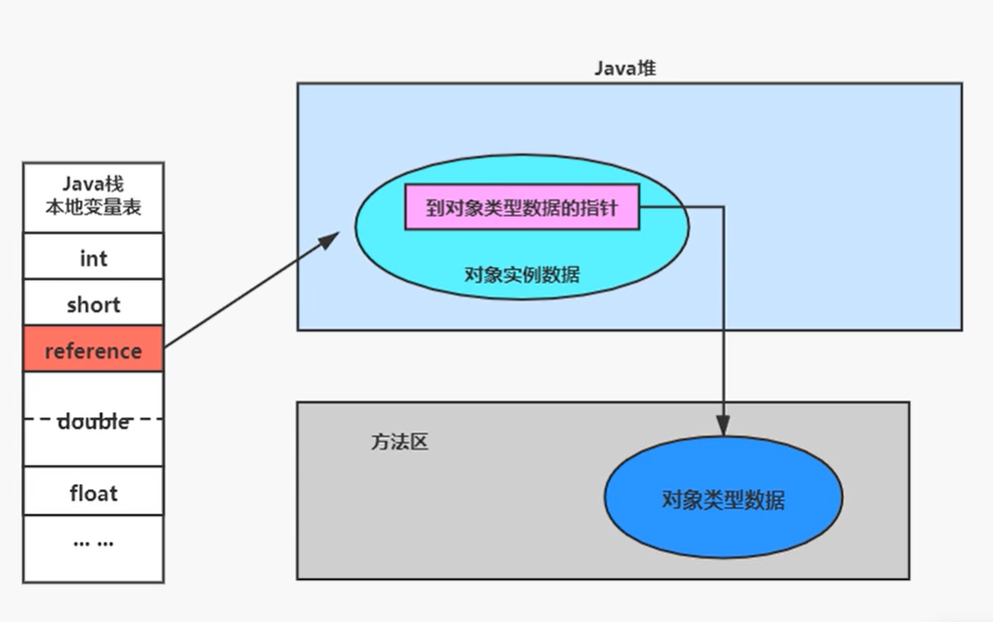 Java堆
Java栈
本地变量表
int
short
reference
double
float
... ...
到对象类型数据的指针
对象实例数据
方法区
对象类型数据